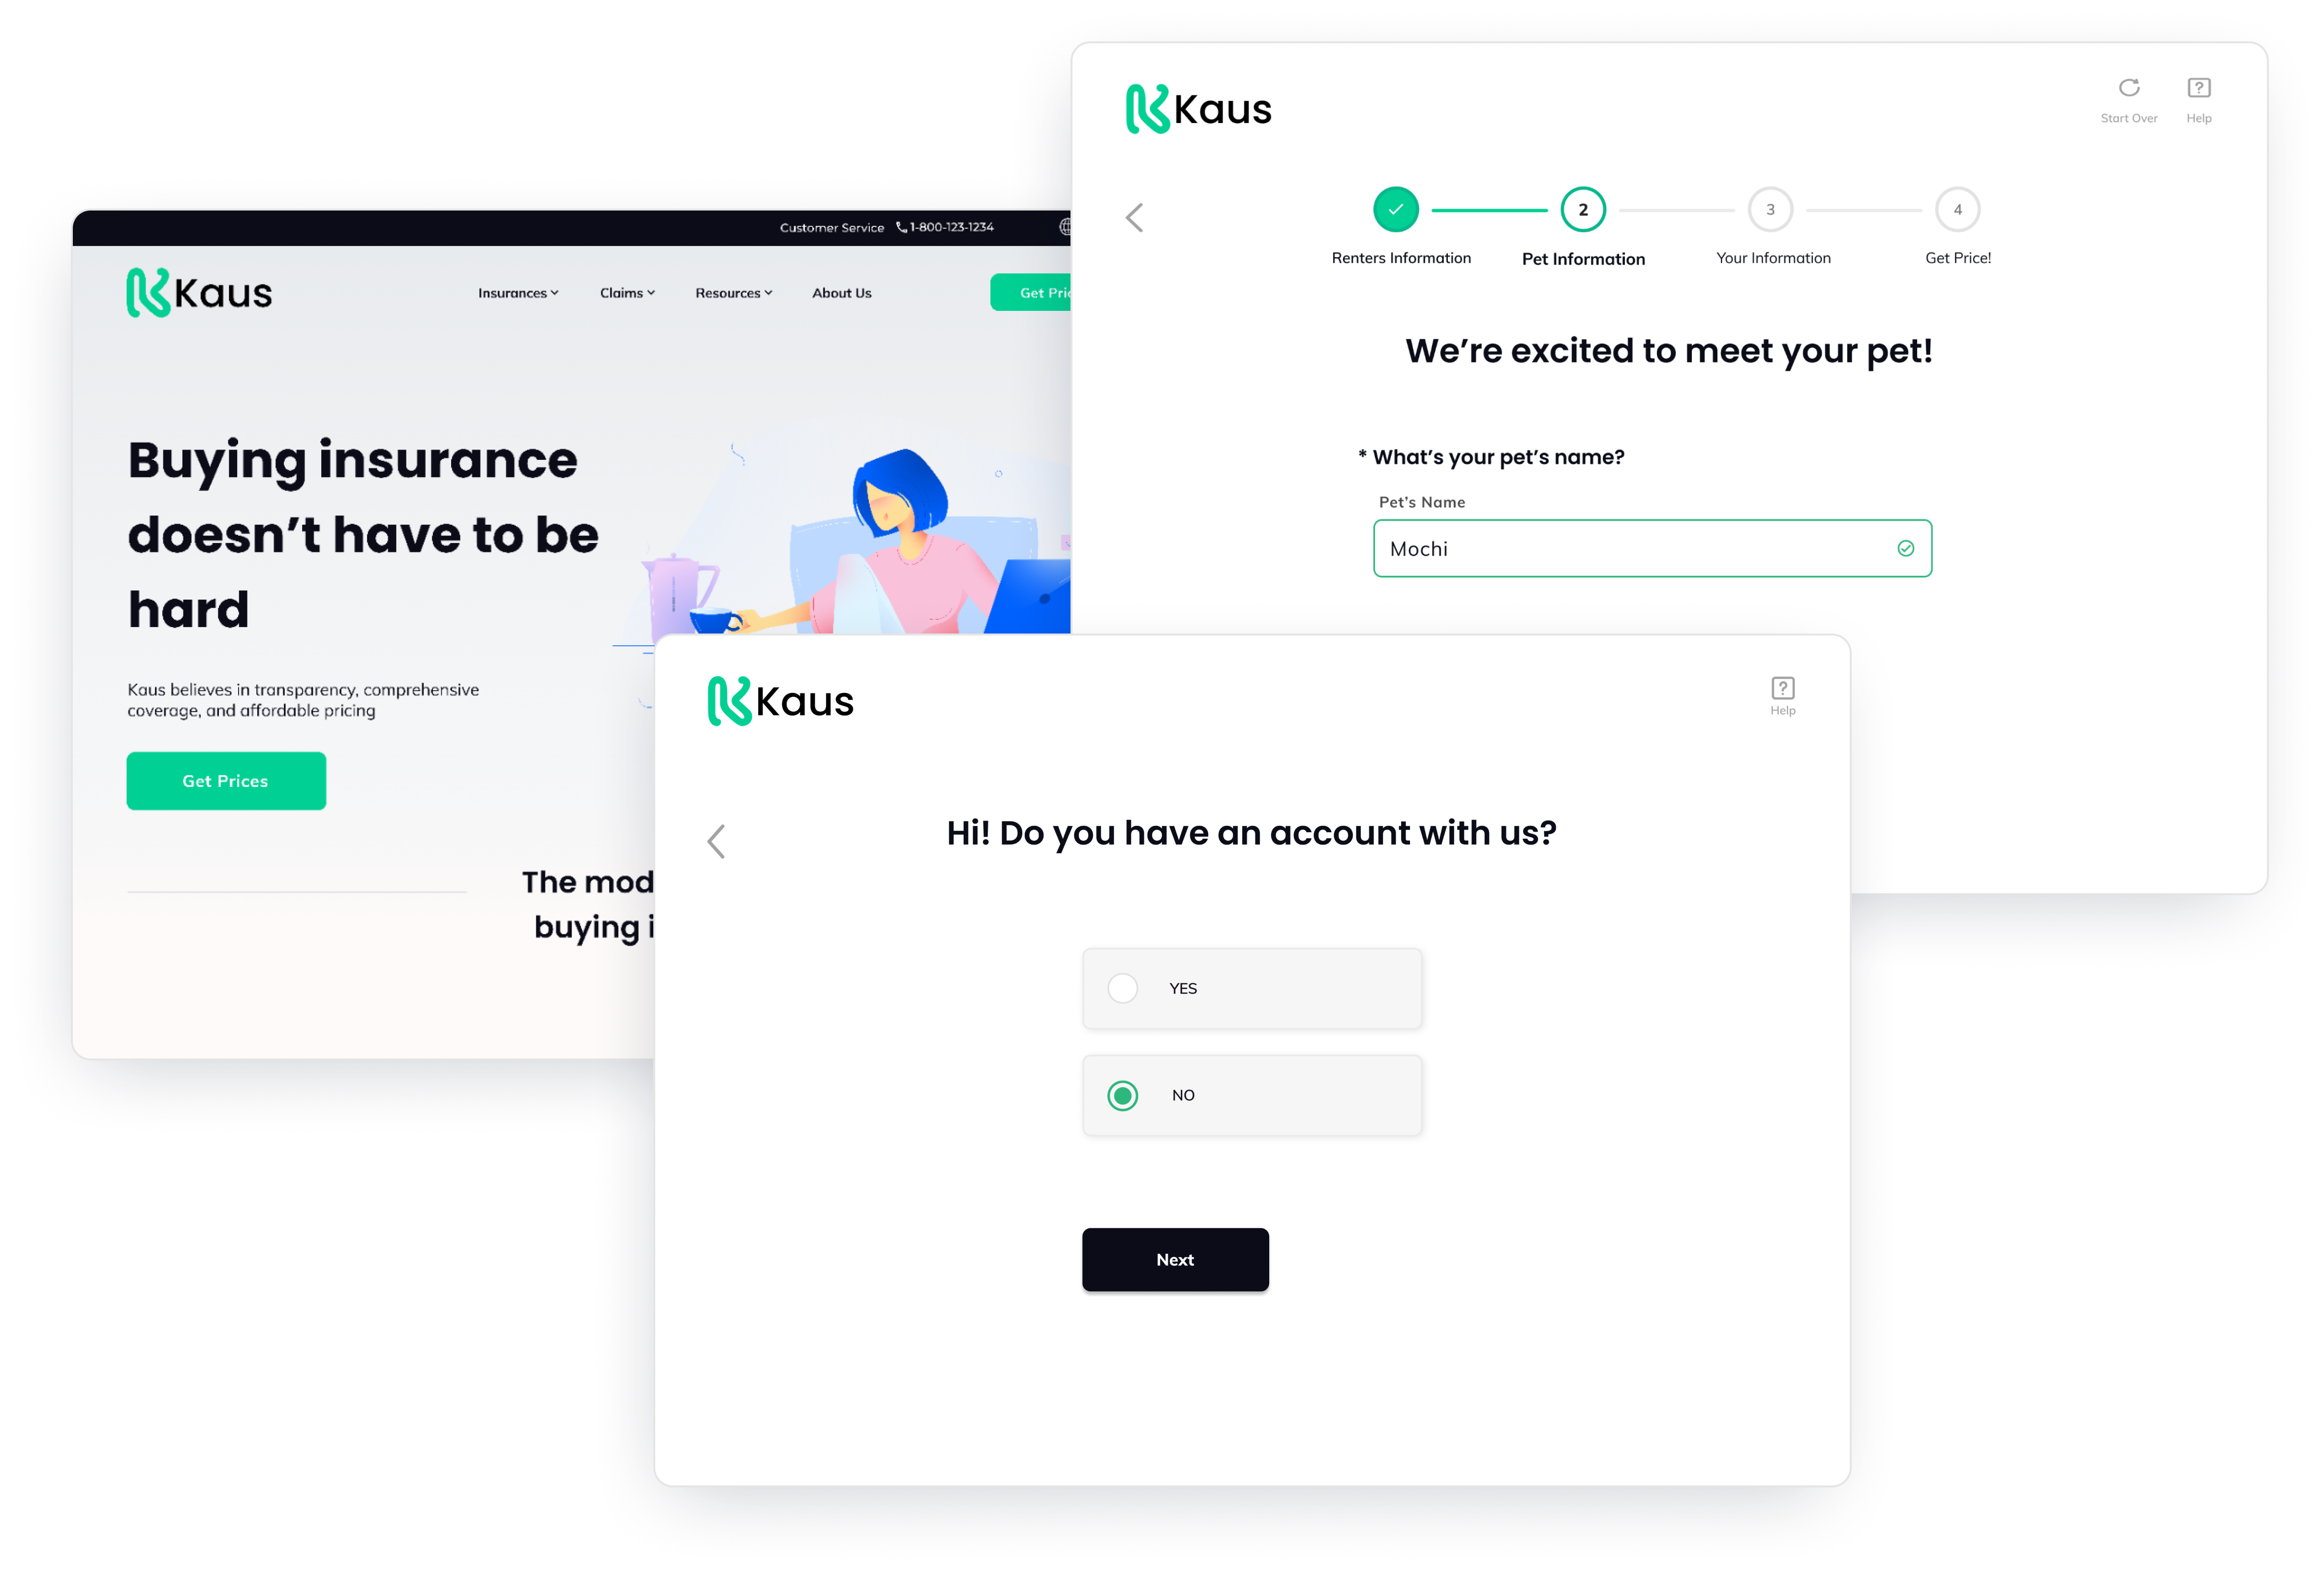 Customer Service 1-800-123-1234
Kaus
Insurances
Claims
Resources
About Us
Get
Buying insurance
doesn’t have to be
hard
Kaus believes in transparency, comprehensive
coverage, and affordable pricing
Get Prices
The
buying
Kaus
Start Over
Help
2
3
4
Renters Information
Pet Information
Your Information
Get Price!
We’re excited to meet your pet!
* What’s your pet’s name?
Pet’s Name
Mochi
Kaus
Help
Hi! Do you have an account with us?
YES
NO
Next